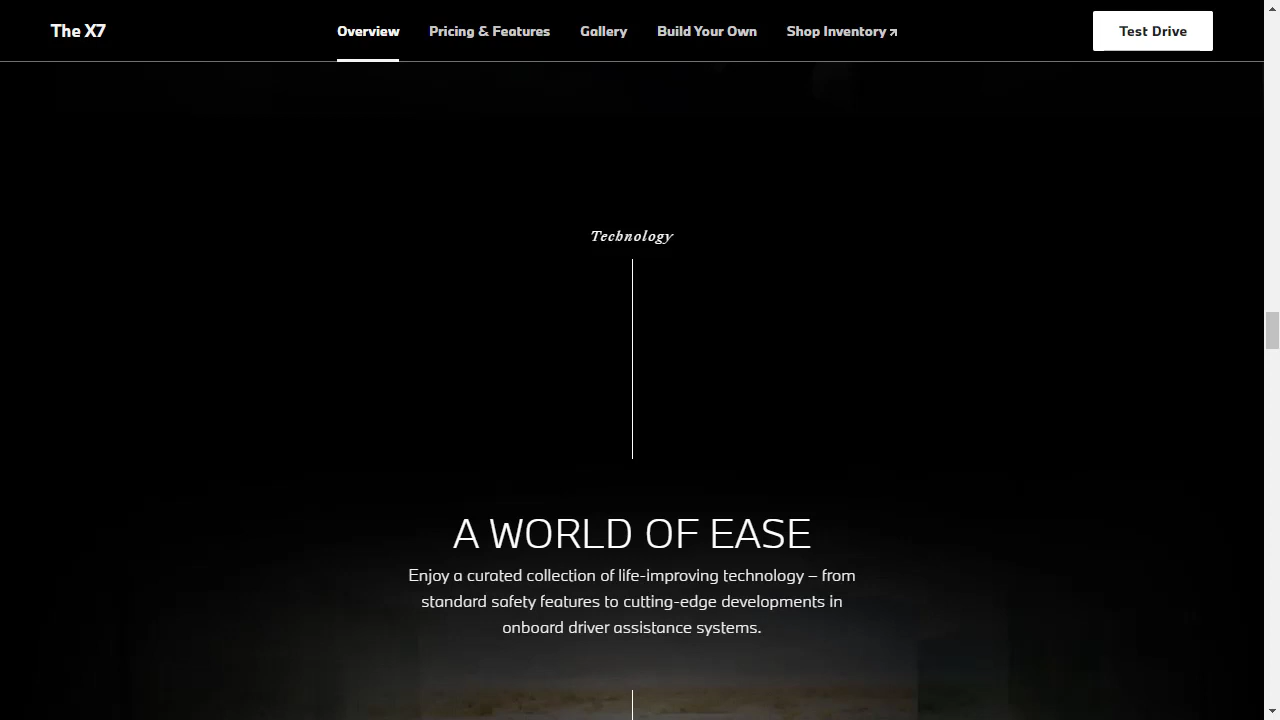 The X7
Overview
Pricing & Features
Gallery
Build Your Own
Shop Inventory
Test Drive
Technology
A WORLD OF EASE
Enjoy a curated collection of life-improving technology – from
standard safety features to cutting-edge developments in
onboard driver assistance systems.